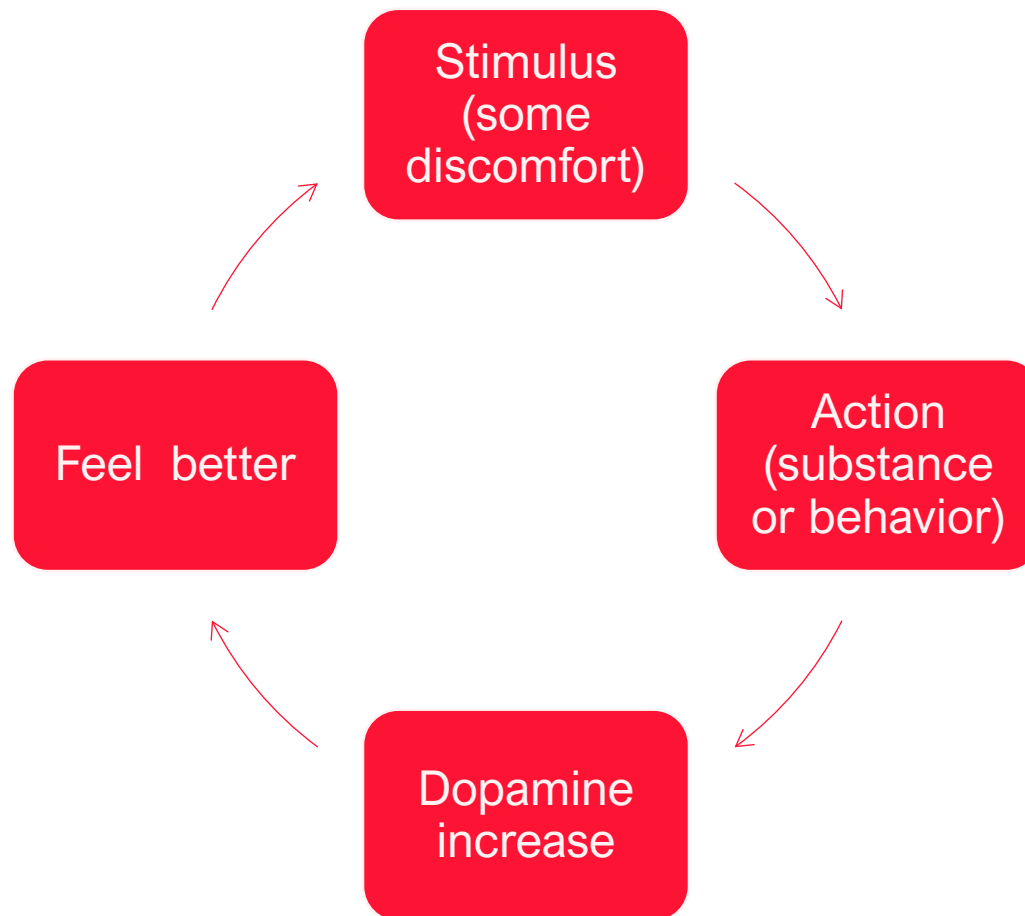 Stimulus
(some
discomfort)
Action
(substance
or behavior)
Dopamine
increase
Feel  better